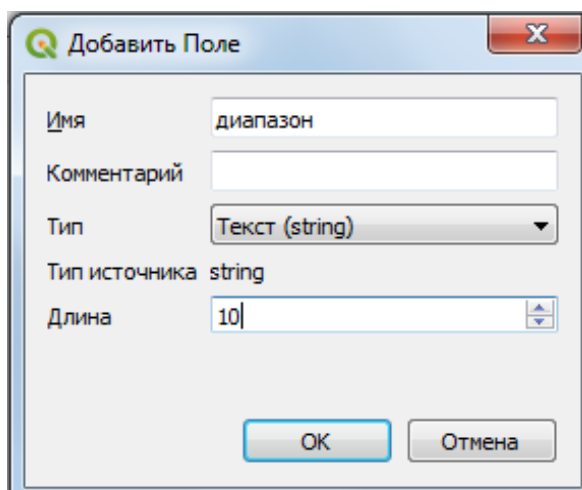 Добавить Поле
Имя диапазон
Комментарий
Тип Текст (string)
Тип источника string
Длина 10
OK Отмена